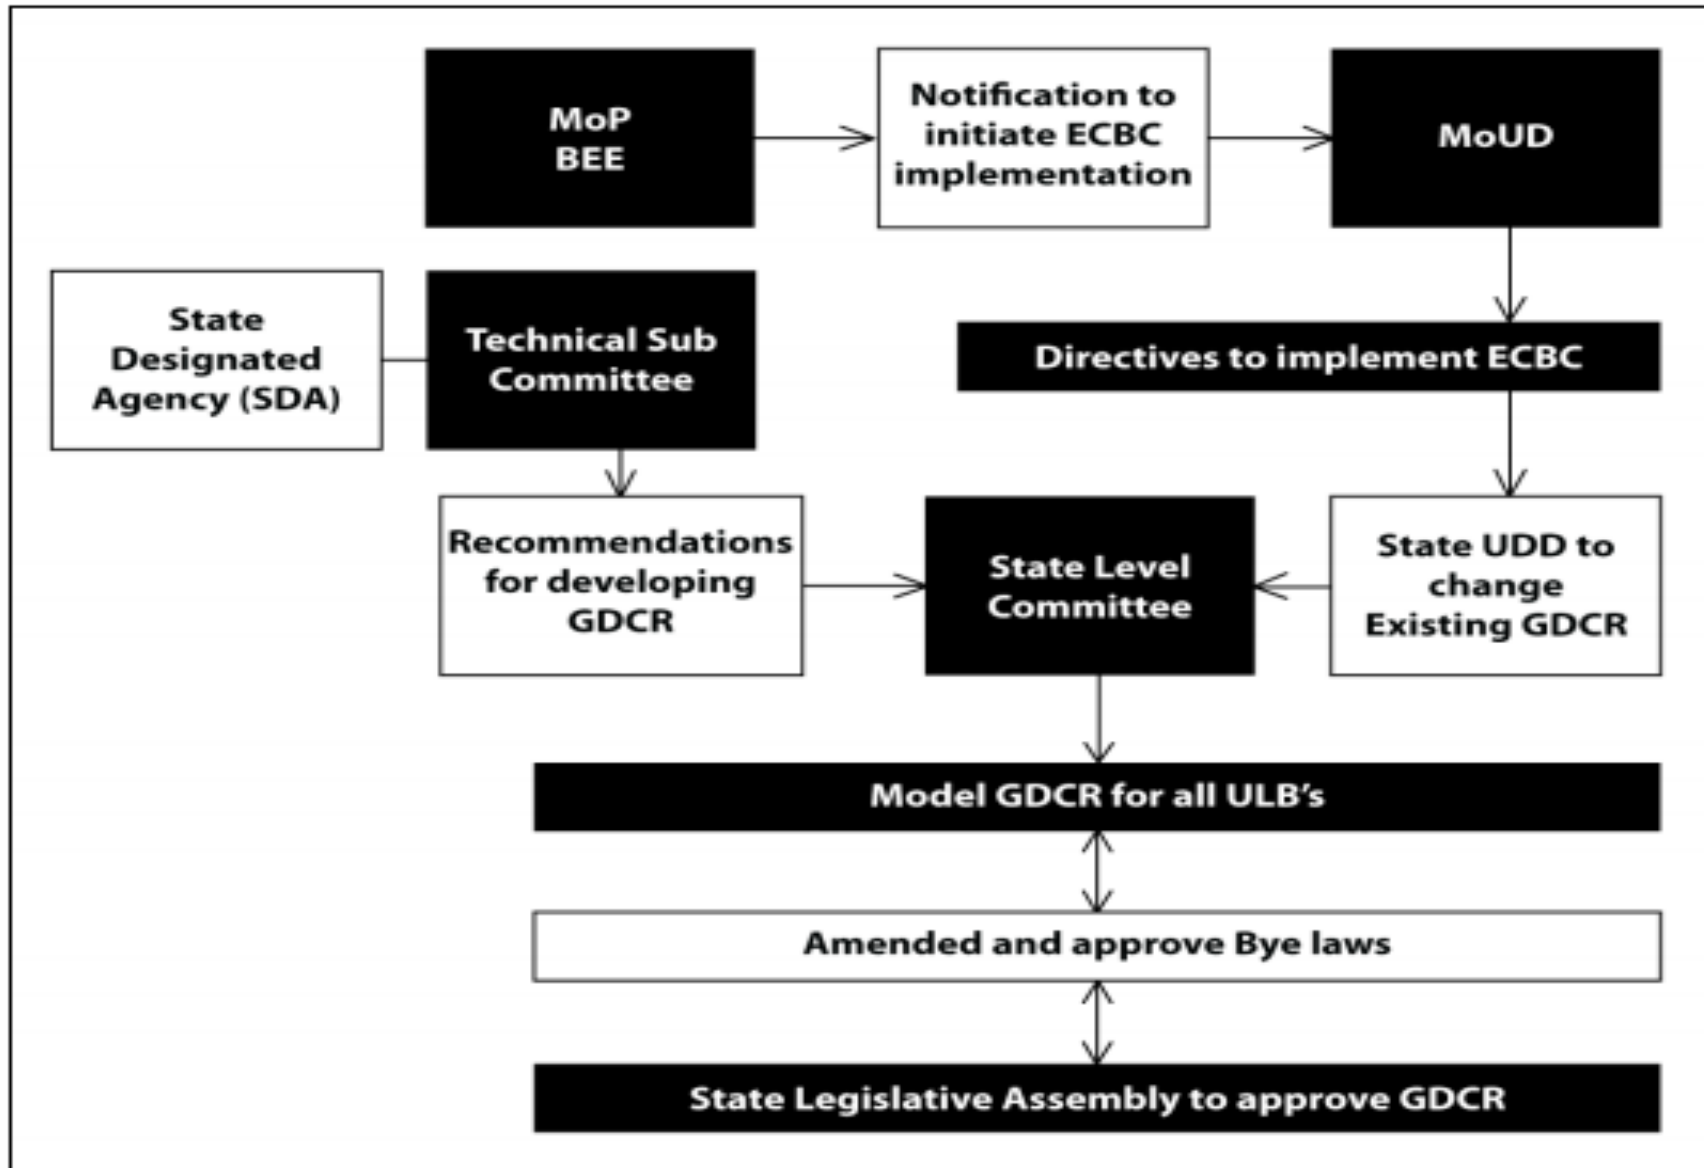 MoP
BEE
Notification to
initiate ECBC
implementation
MoUD
State
Designated
Agency (SDA)
Technical Sub
Committee
Directives to implement ECBC
Recommendations
for developing
GDCR
State Level
Committee
State UDD to
change
Existing GDCR
Model GDCR for all ULB's
Amended and approve Bye laws
State Legislative Assembly to approve GDCR